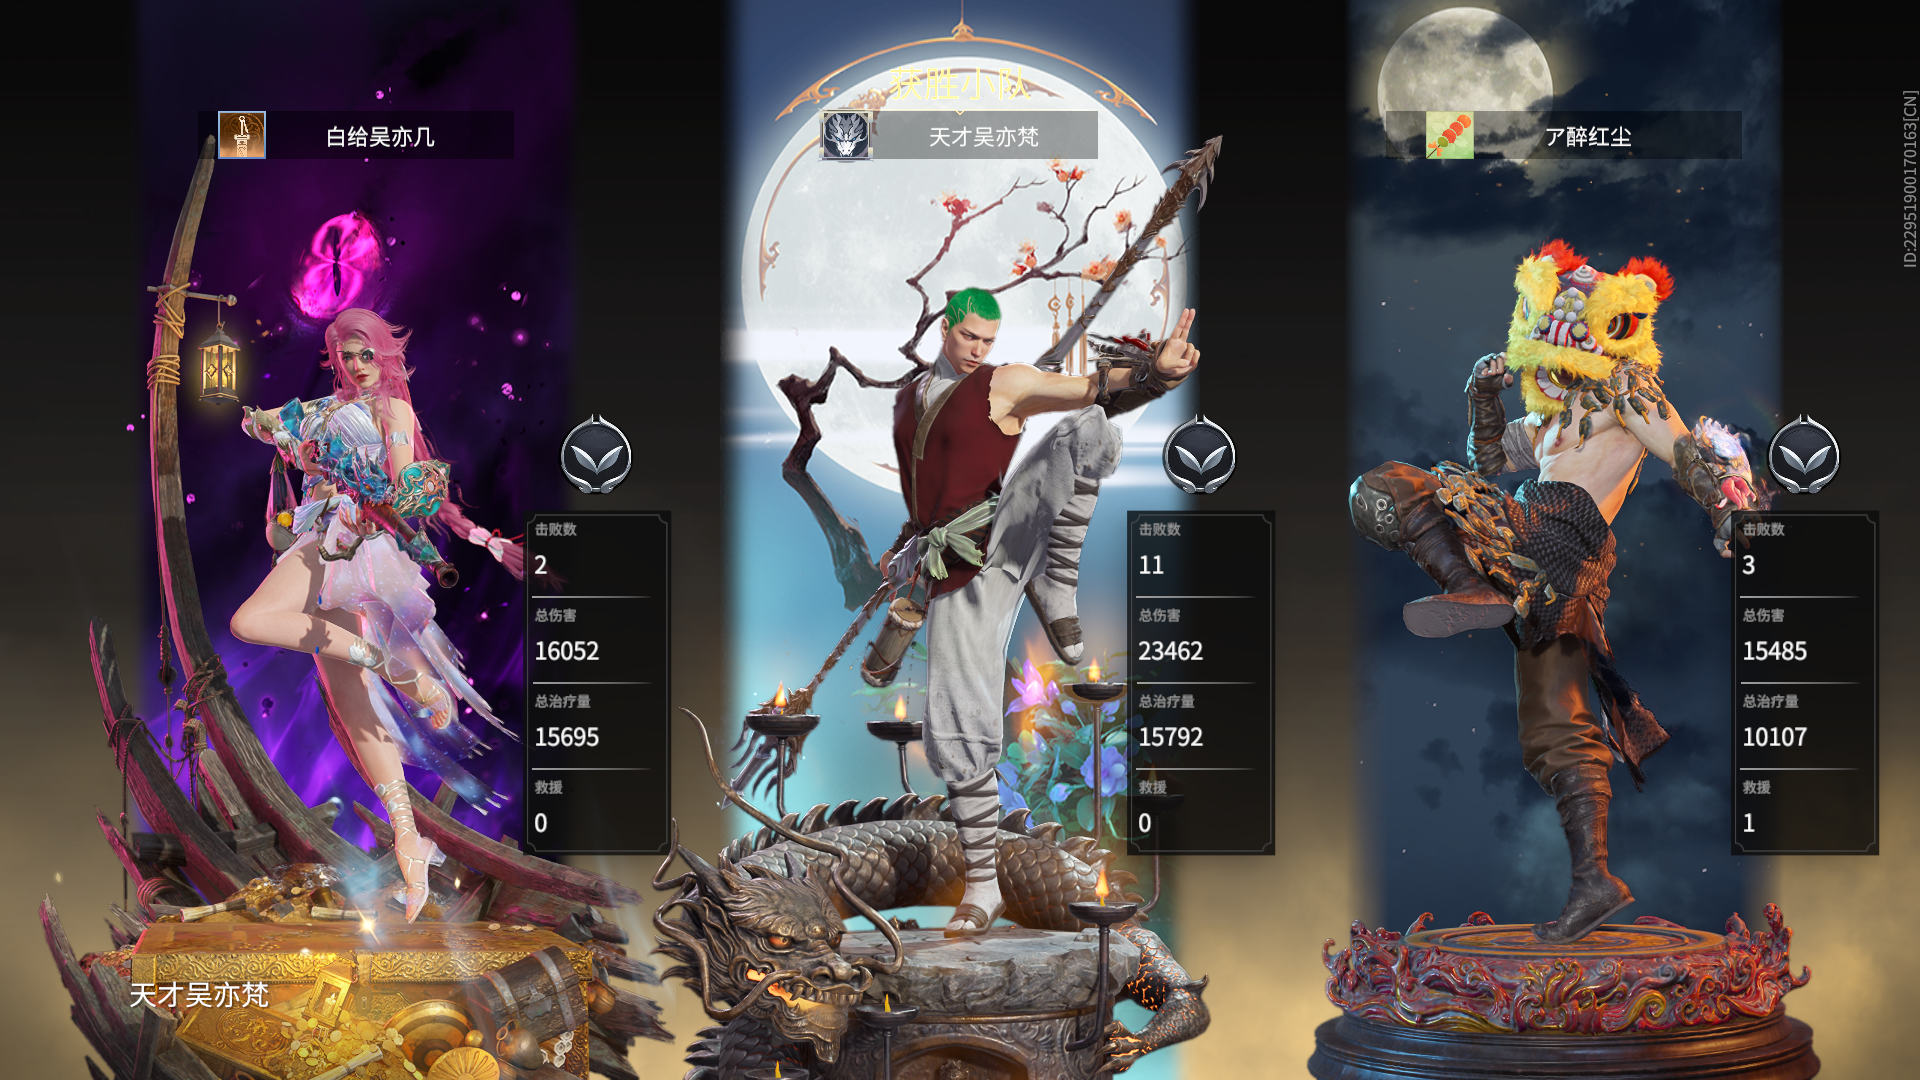 获胜小队
白给吴亦几
天才吴亦梵
ア醉红尘
击败数
2
总伤害
16052
总治疗量
15695
救援
0
击败数
11
总伤害
23462
总治疗量
15792
救援
0
击败数
3
总伤害
15485
总治疗量
10107
救援
1
天才吴亦梵
ID:22951900170163[CN]